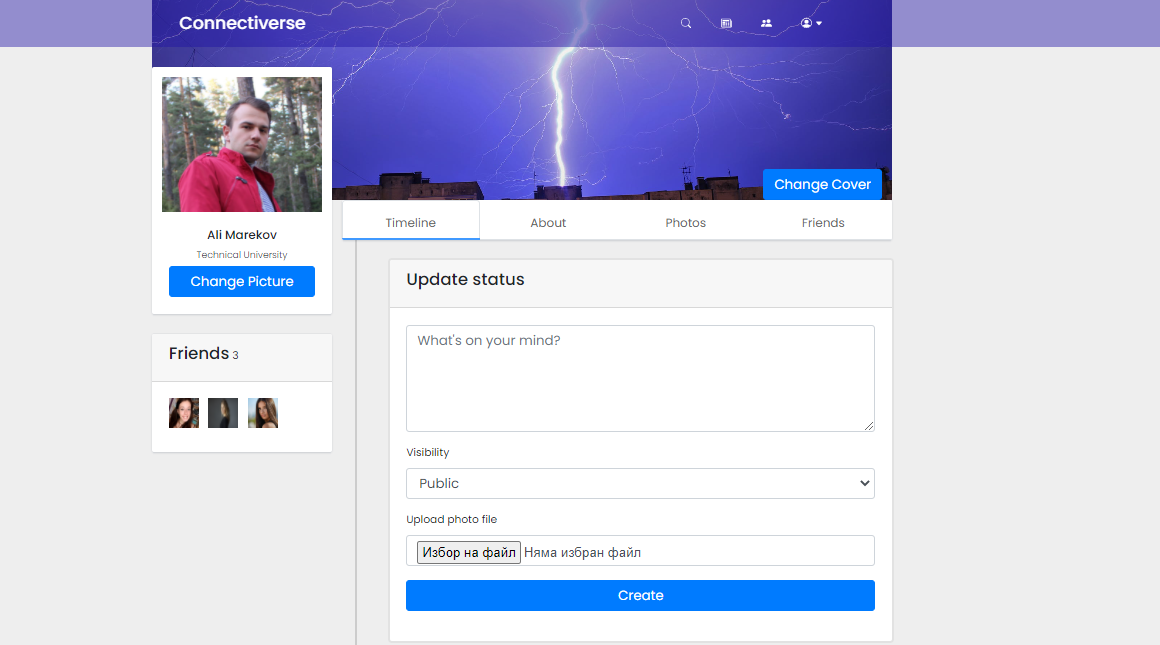 Connectiverse
Change Cover
Timeline About Photos Friends
Ali Marekov
Technical University
Change Picture
Friends 3
Update status
What's on your mind?
Visibility
Public
Upload photo file
Избор на файл Няма избран файл
Create